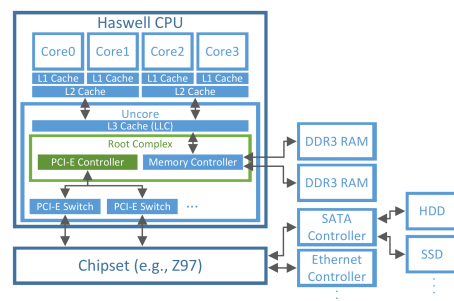 Haswell CPU
Core0 Core1 Core2 Core3
L1 Cache L1 Cache L1 Cache L1 Cache
L2 Cache L2 Cache
Uncore
L3 Cache (LLC)
Root Complex
PCI-E Controller Memory Controller
DDR3 RAM
DDR3 RAM
PCI-E Switch PCI-E Switch ...
SATA
Controller
HDD
SSD
Chipset (e.g., Z97)
Ethernet
Controller